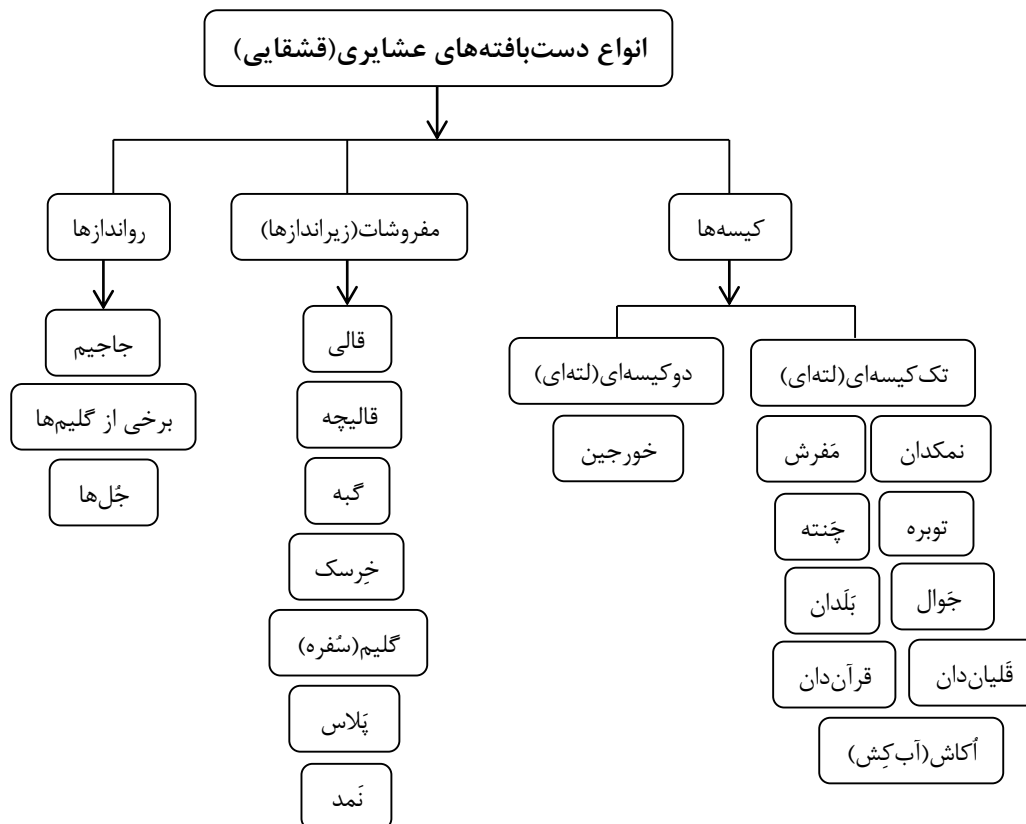 انواع دست‌بافته‌های عشایری(قشقایی)
کیسه‌ها
مفروشات(زیراندازها)
رواندازها
تک‌کیسه‌ای(لته‌ای)
دوکیسه‌ای(لته‌ای)
نمکدان
مَفرش
توبره
چَنته
جَوال
بَلَدان
قَلیان‌دان
قرآن‌دان
اُکاش(آب‌کِش)
خورجین
قالی
قالیچه
گبه
خِرسک
گلیم(سُفره)
پَلاس
نَمد
جاجیم
برخی از گلیم‌ها
جُل‌ها